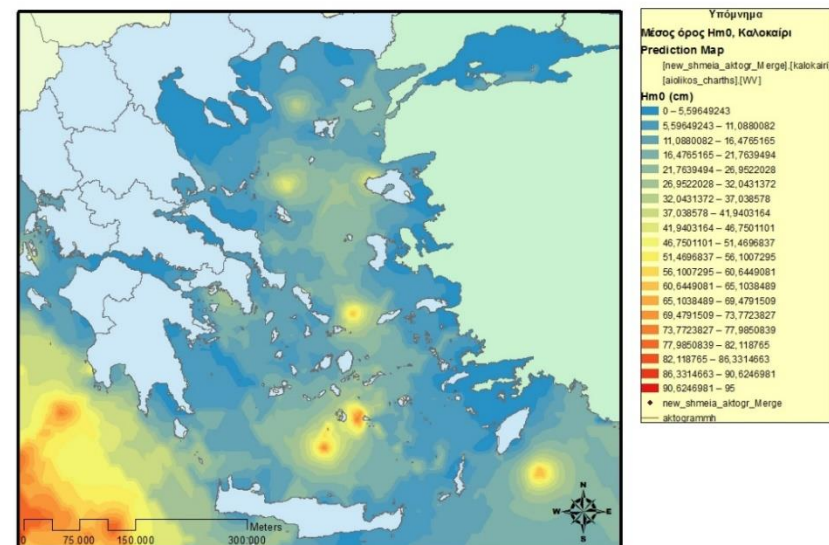 Υπόμνημα
Μέσος όρος Hm0, Καλοκαίρι
Prediction Map
[new_shmeia_aktogr_Merge].[kalokairi]
[aiolikos_charths].[WV]
Hm0 (cm)
0 – 5,59649243
5,59649243 – 11,0880082
11,0880082 – 16,4765165
16,4765165 – 21,7639494
21,7639494 – 26,9522028
26,9522028 – 32,0431372
32,0431372 – 37,038578
37,038578 – 41,9403164
41,9403164 – 46,7501101
46,7501101 – 51,4696837
51,4696837 – 56,1007295
56,1007295 – 60,6449081
60,6449081 – 65,1038489
65,1038489 – 69,4791509
69,4791509 – 73,7723827
73,7723827 – 77,9850839
77,9850839 – 82,118765
82,118765 – 86,3314663
86,3314663 – 90,6246981
90,6246981 – 95
new_shmeia_aktogr_Merge
aktogrammh
N
W E
S
Meters
0 75 000 150 000 300 000